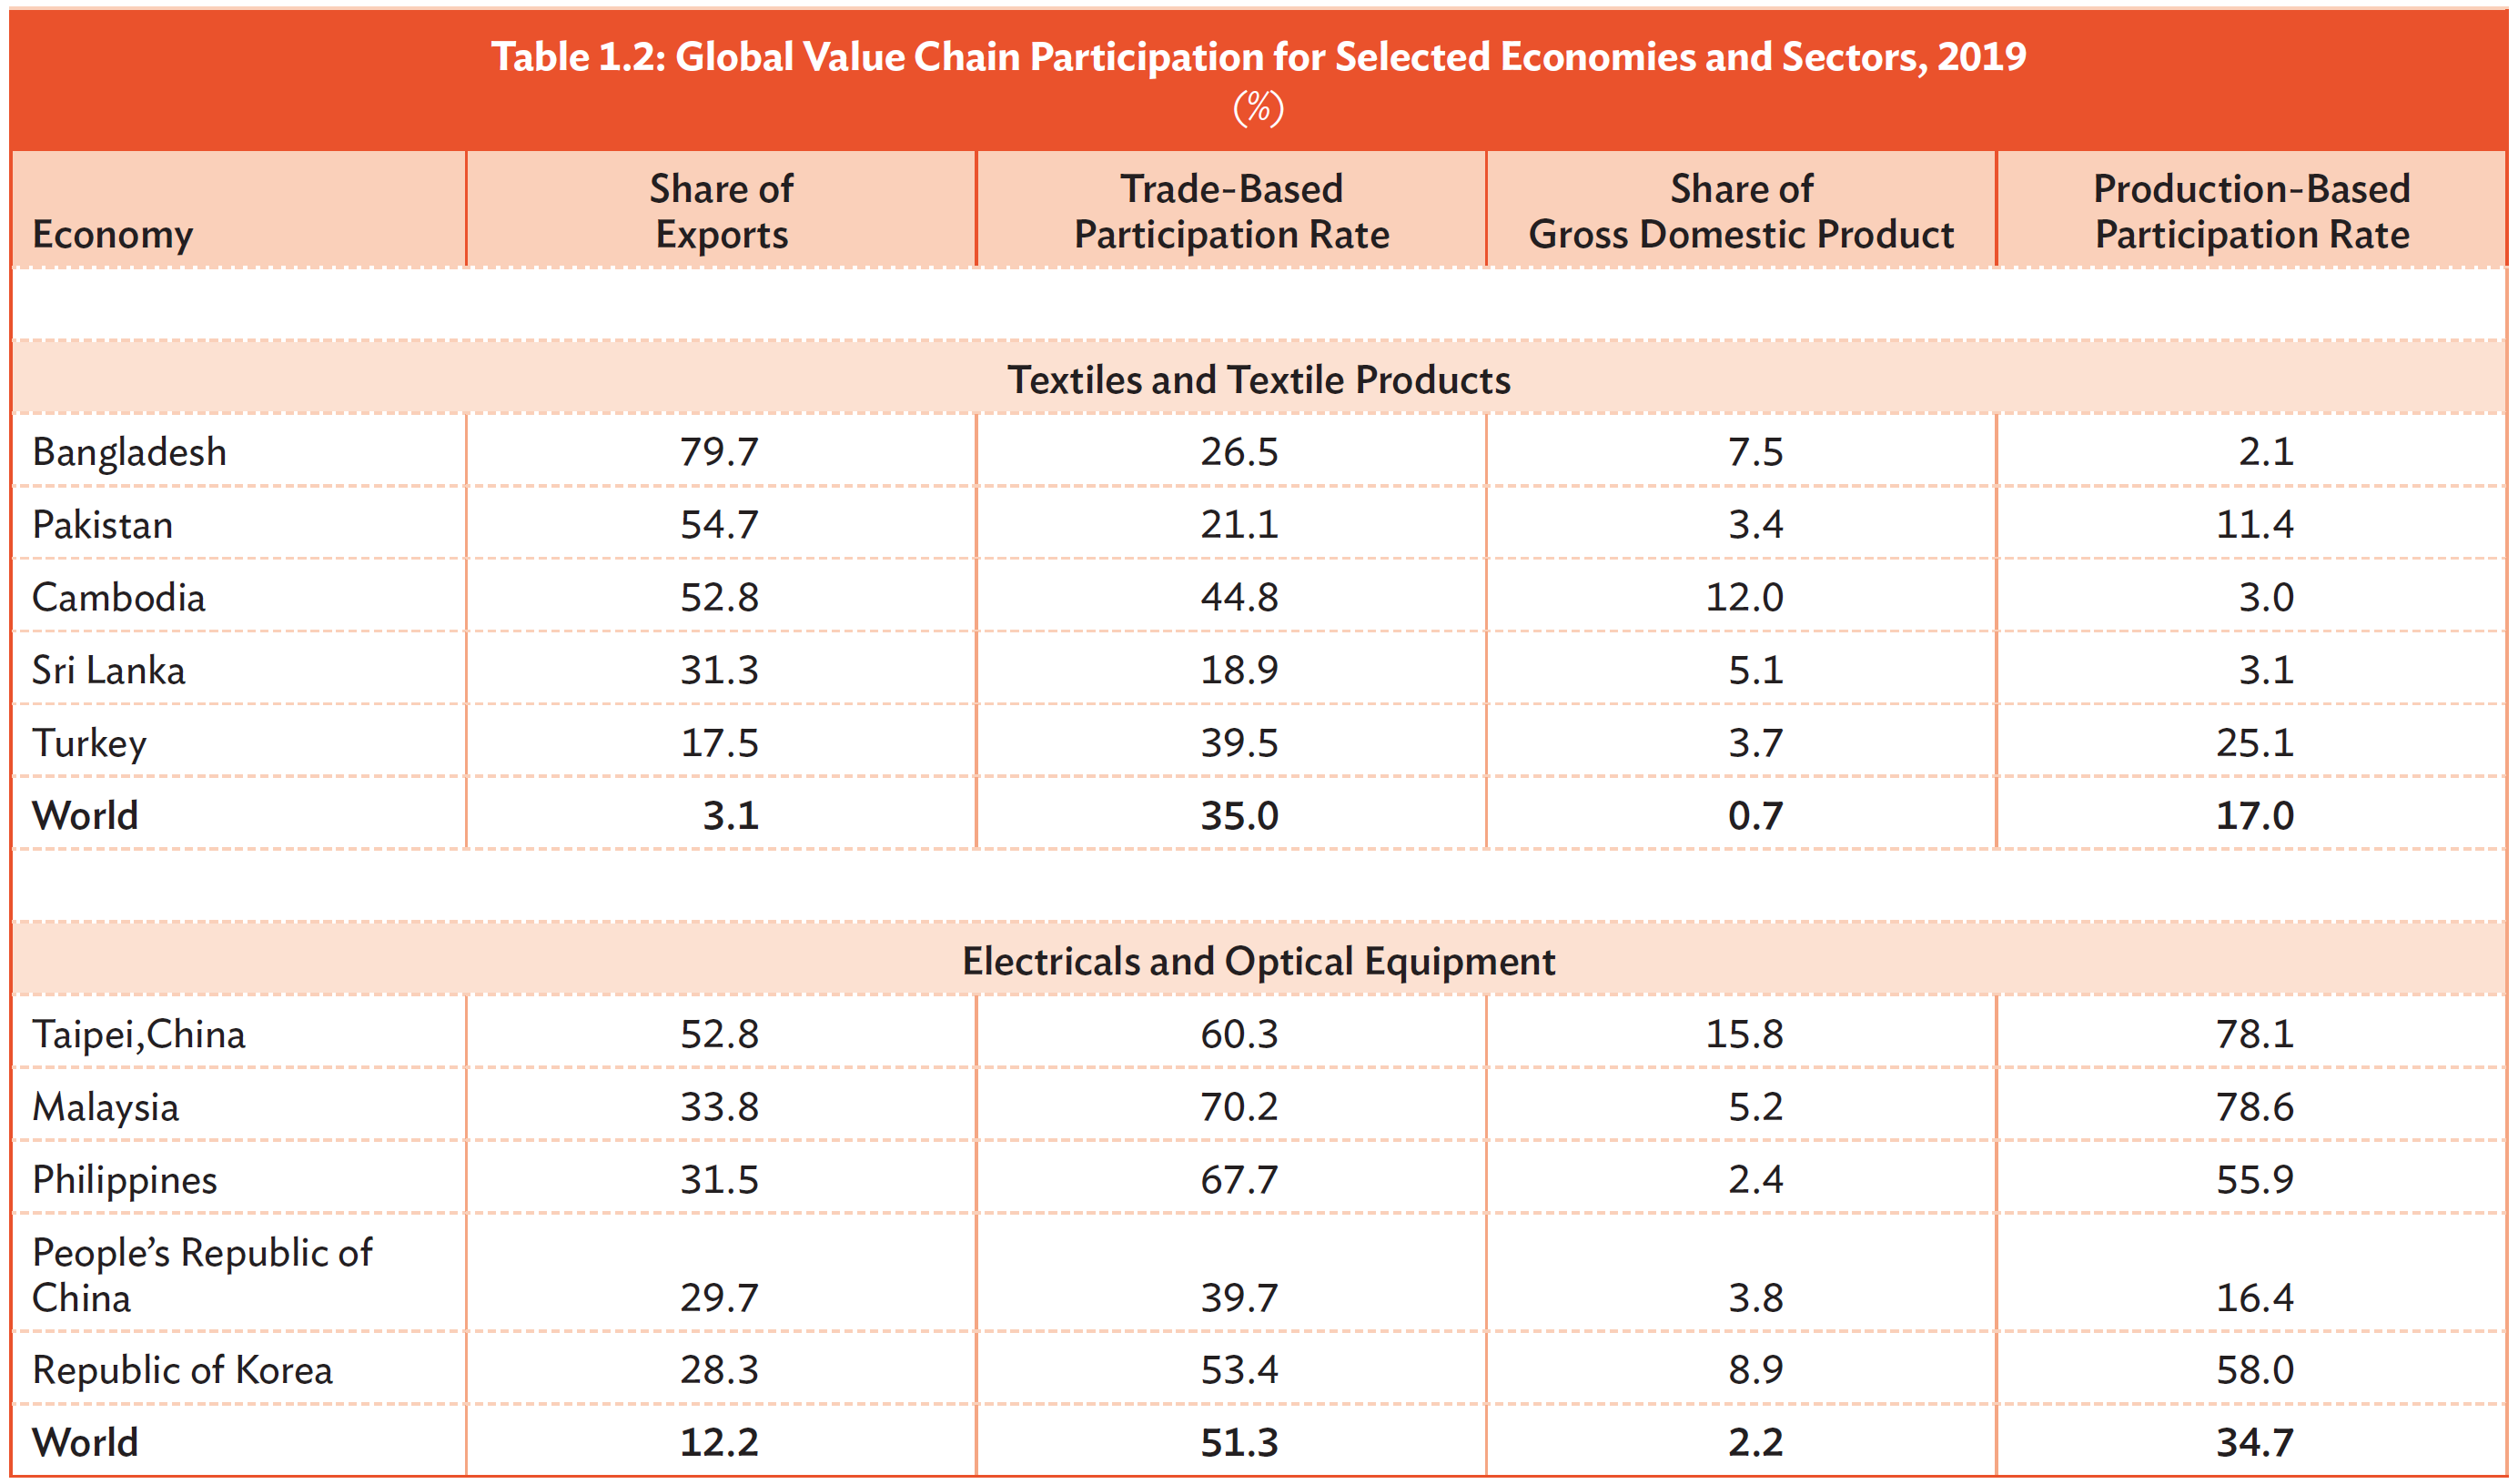 Table 1.2: Global Value Chain Participation for Selected Economies and Sectors, 2019
(%)
Economy Share of Exports Trade-Based Participation Rate Share of Gross Domestic Product Production-Based Participation Rate
Textiles and Textile Products
Bangladesh 79.7 26.5 7.5 2.1
Pakistan 54.7 21.1 3.4 11.4
Cambodia 52.8 44.8 12.0 3.0
Sri Lanka 31.3 18.9 5.1 3.1
Turkey 17.5 39.5 3.7 25.1
World 3.1 35.0 0.7 17.0
Electricals and Optical Equipment
Taipei,China 52.8 60.3 15.8 78.1
Malaysia 33.8 70.2 5.2 78.6
Philippines 31.5 67.7 2.4 55.9
People’s Republic of
China 29.7 39.7 3.8 16.4
Republic of Korea 28.3 53.4 8.9 58.0
World 12.2 51.3 2.2 34.7